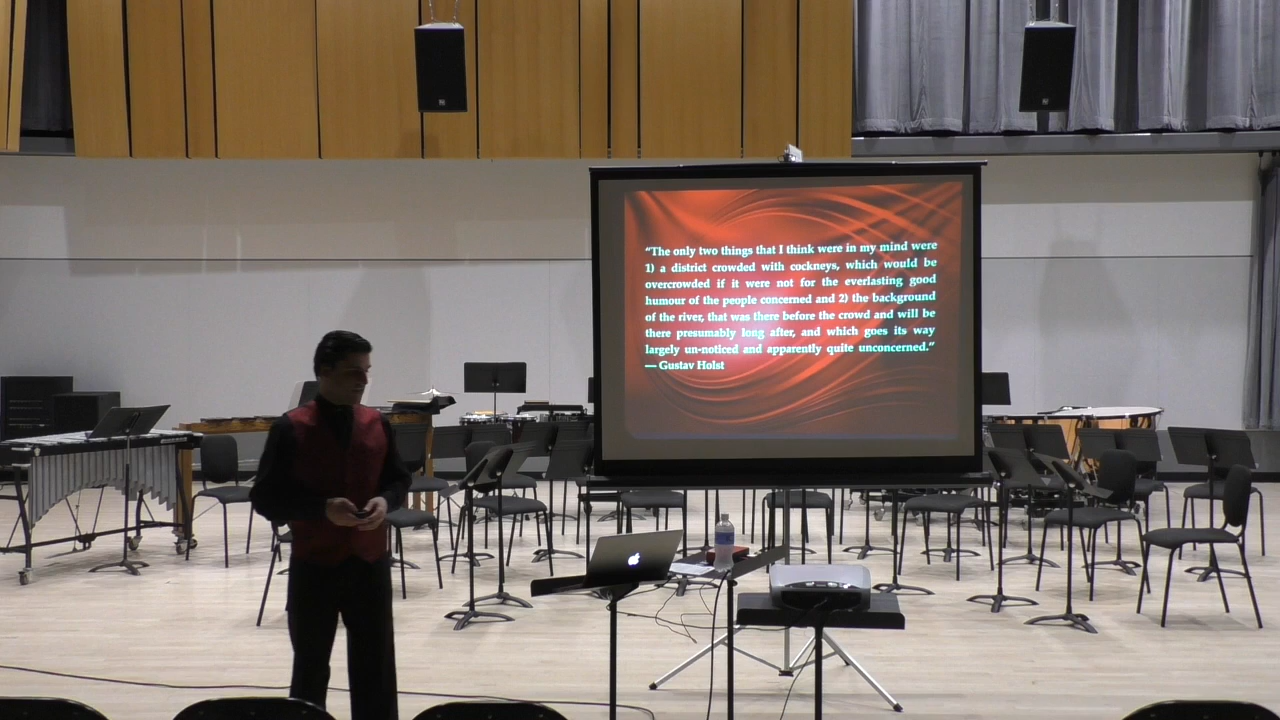 “The only two things that I think were in my mind were
1) a district crowded with cockneys, which would be
overcrowded if it were not for the everlasting good
humour of the people concerned and 2) the background
of the river, that was there before the crowd and will be
there presumably long after, and which goes its way
largely un-noticed and apparently quite unconcerned.”
— Gustav Holst